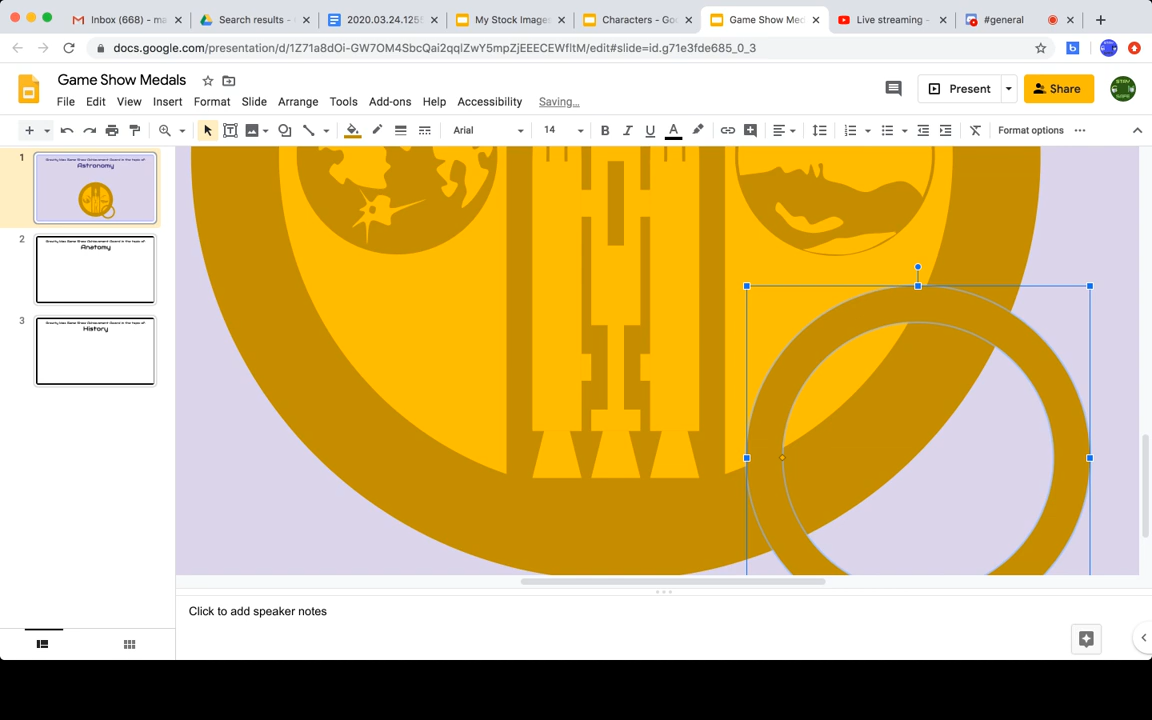 Inbox (668) - ma
Search results -
2020.03.24.125
My Stock Image
Characters - Go
Game Show Med
Live streaming -
#general
docs.google.com/presentation/d/1Z71a8dOi-GW7OM4SbcQai2qqlZwY5mpZjEEECEWfltM/edit#slide=id.g71e3fde685_0_3
Game Show Medals
File Edit View Insert Format Slide Arrange Tools Add-ons Help Accessibility Saving...
Present
Share
Arial
14
B I U A
Format options
1
Astronomy
2
Anatomy
3
History
Click to add speaker notes